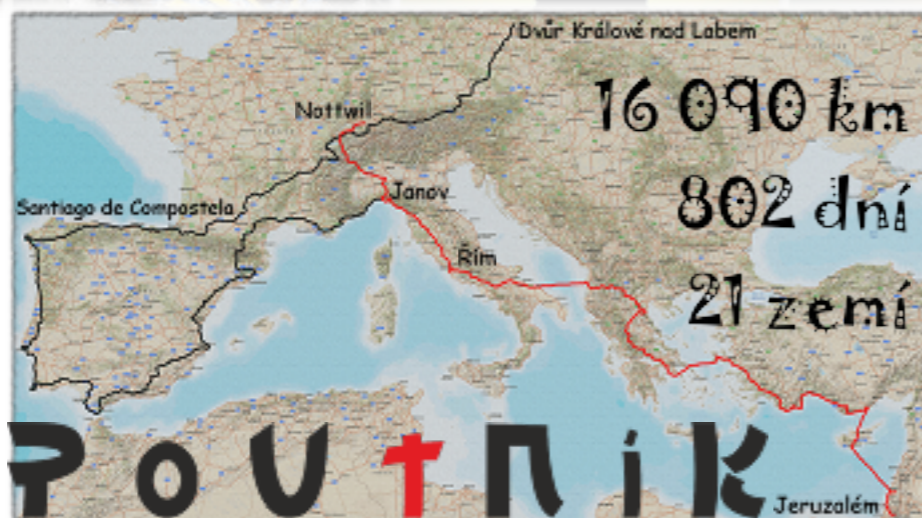 Dvůr Králové nad Labem
16 090 km
Nottwil
802 dní
Janov
Santiago de Compostela
Řím
21 zemí
Poutník
Jeruzalém